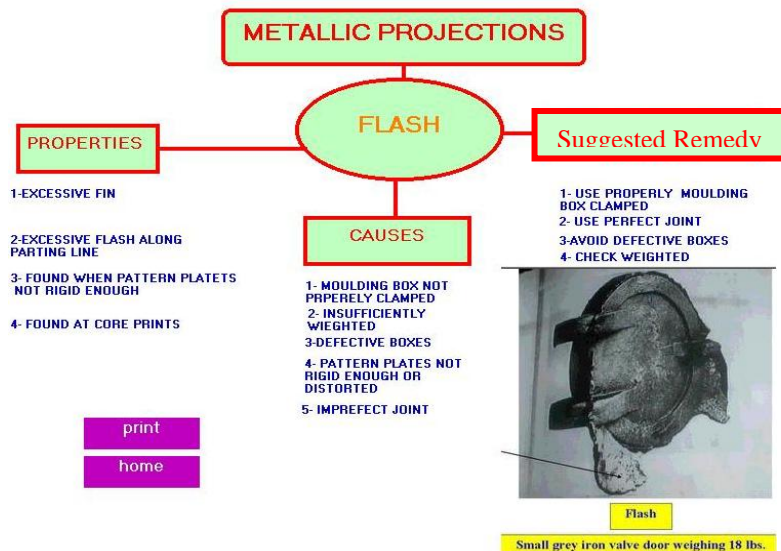 METALLIC PROJECTIONS
FLASH
PROPERTIES
1-EXCESSIVE FIN
2-EXCESSIVE FLASH ALONG
PARTING LINE
3- FOUND WHEN PATTERN PLATETS
NOT RIGID ENOUGH
4- FOUND AT CORE PRINTS
print
home
CAUSES
1- MOULDING BOX NOT
PRPERELY CLAMPED
2- INSUFFICIENTLY
WIEGHTED
3-DEFECTIVE BOXES
4- PATTERN PLATES NOT
RIGID ENOUGH OR
DISTORTED
5- IMPREFECT JOINT
Suggested Remedy
1- USE PROPERLY MOULDING
BOX CLAMPED
2- USE PERFECT JOINT
3-AVOID DEFECTIVE BOXES
4- CHECK WEIGHTED
Flash
Small grey iron valve door weighing 18 lbs.